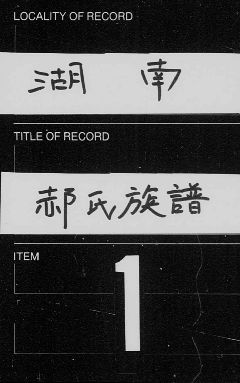 LOCALITY OF RECORD
湖 南
TITLE OF RECORD
郝氏族譜
ITEM
1